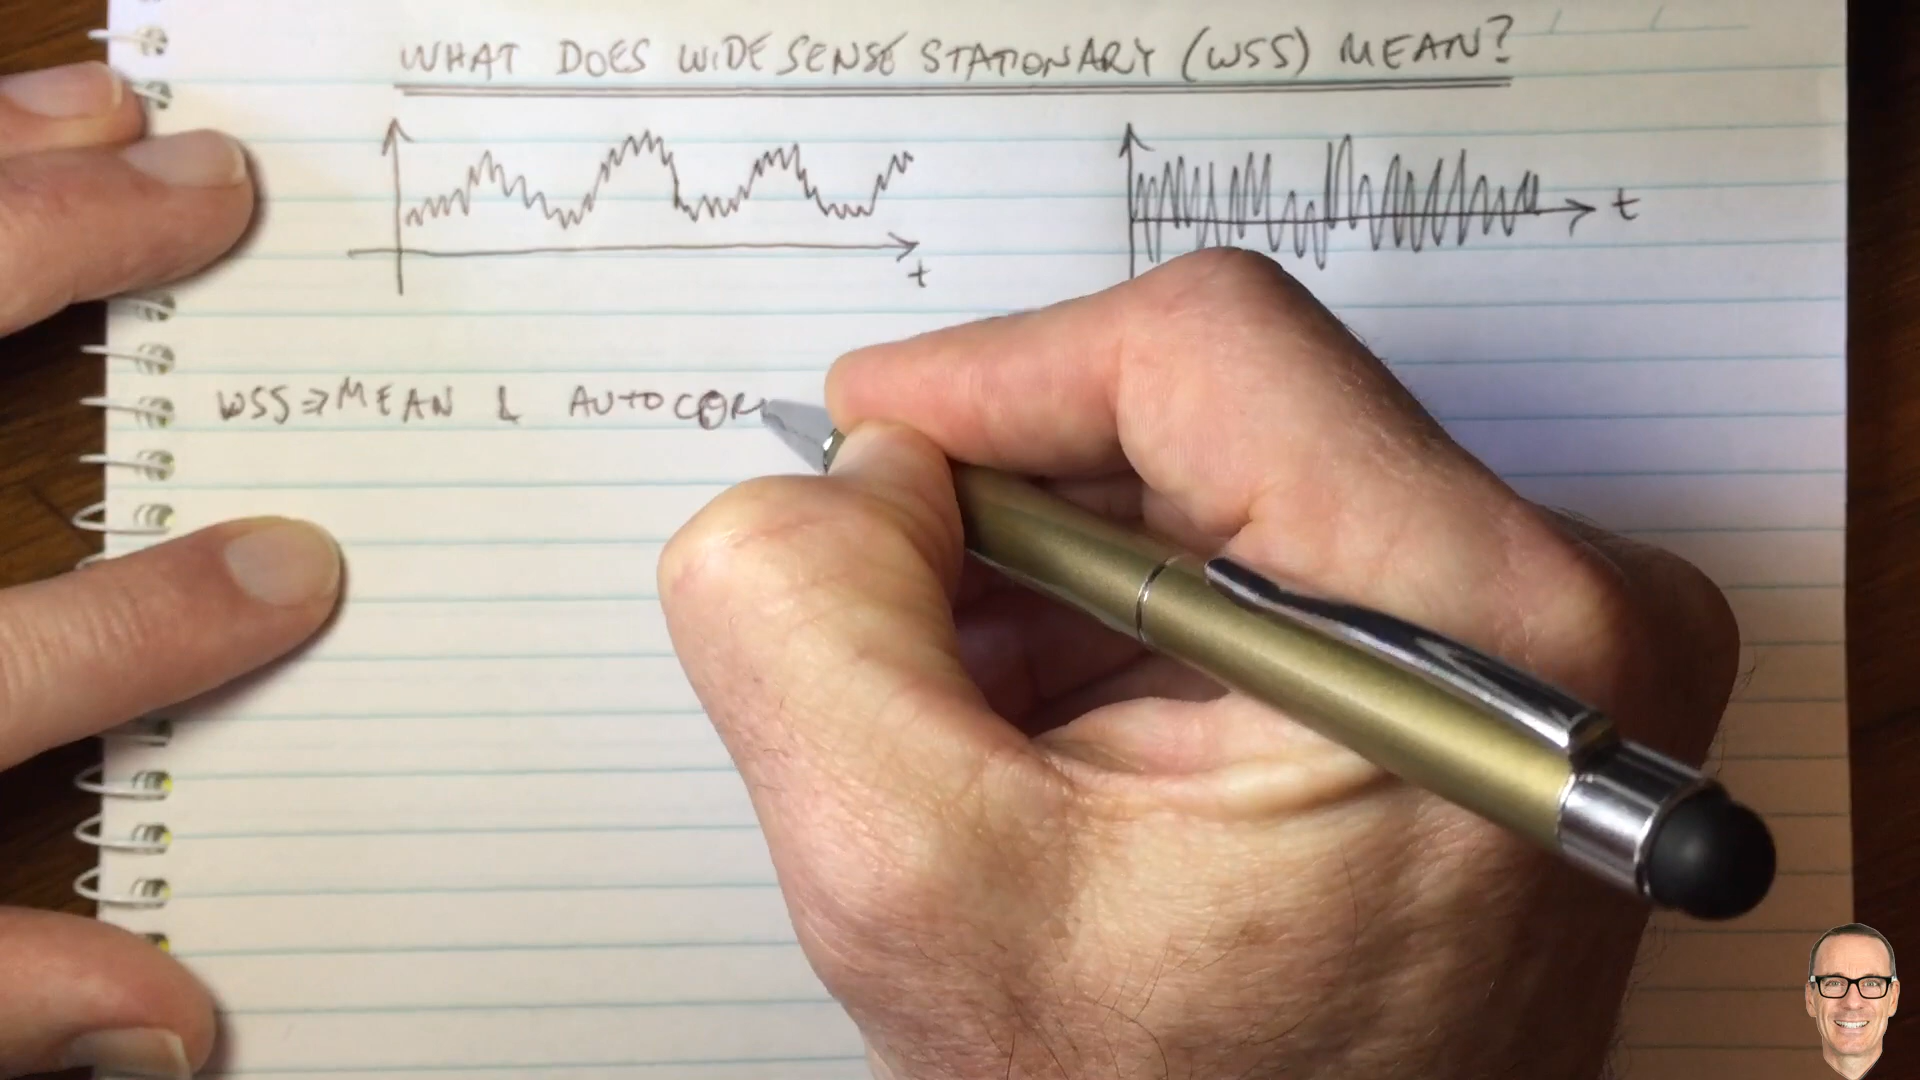 WHAT DOES WIDE SENSE STATIONARY (WSS) MEAN?
t
t
WSS ⇒ MEAN & AUTOCOR